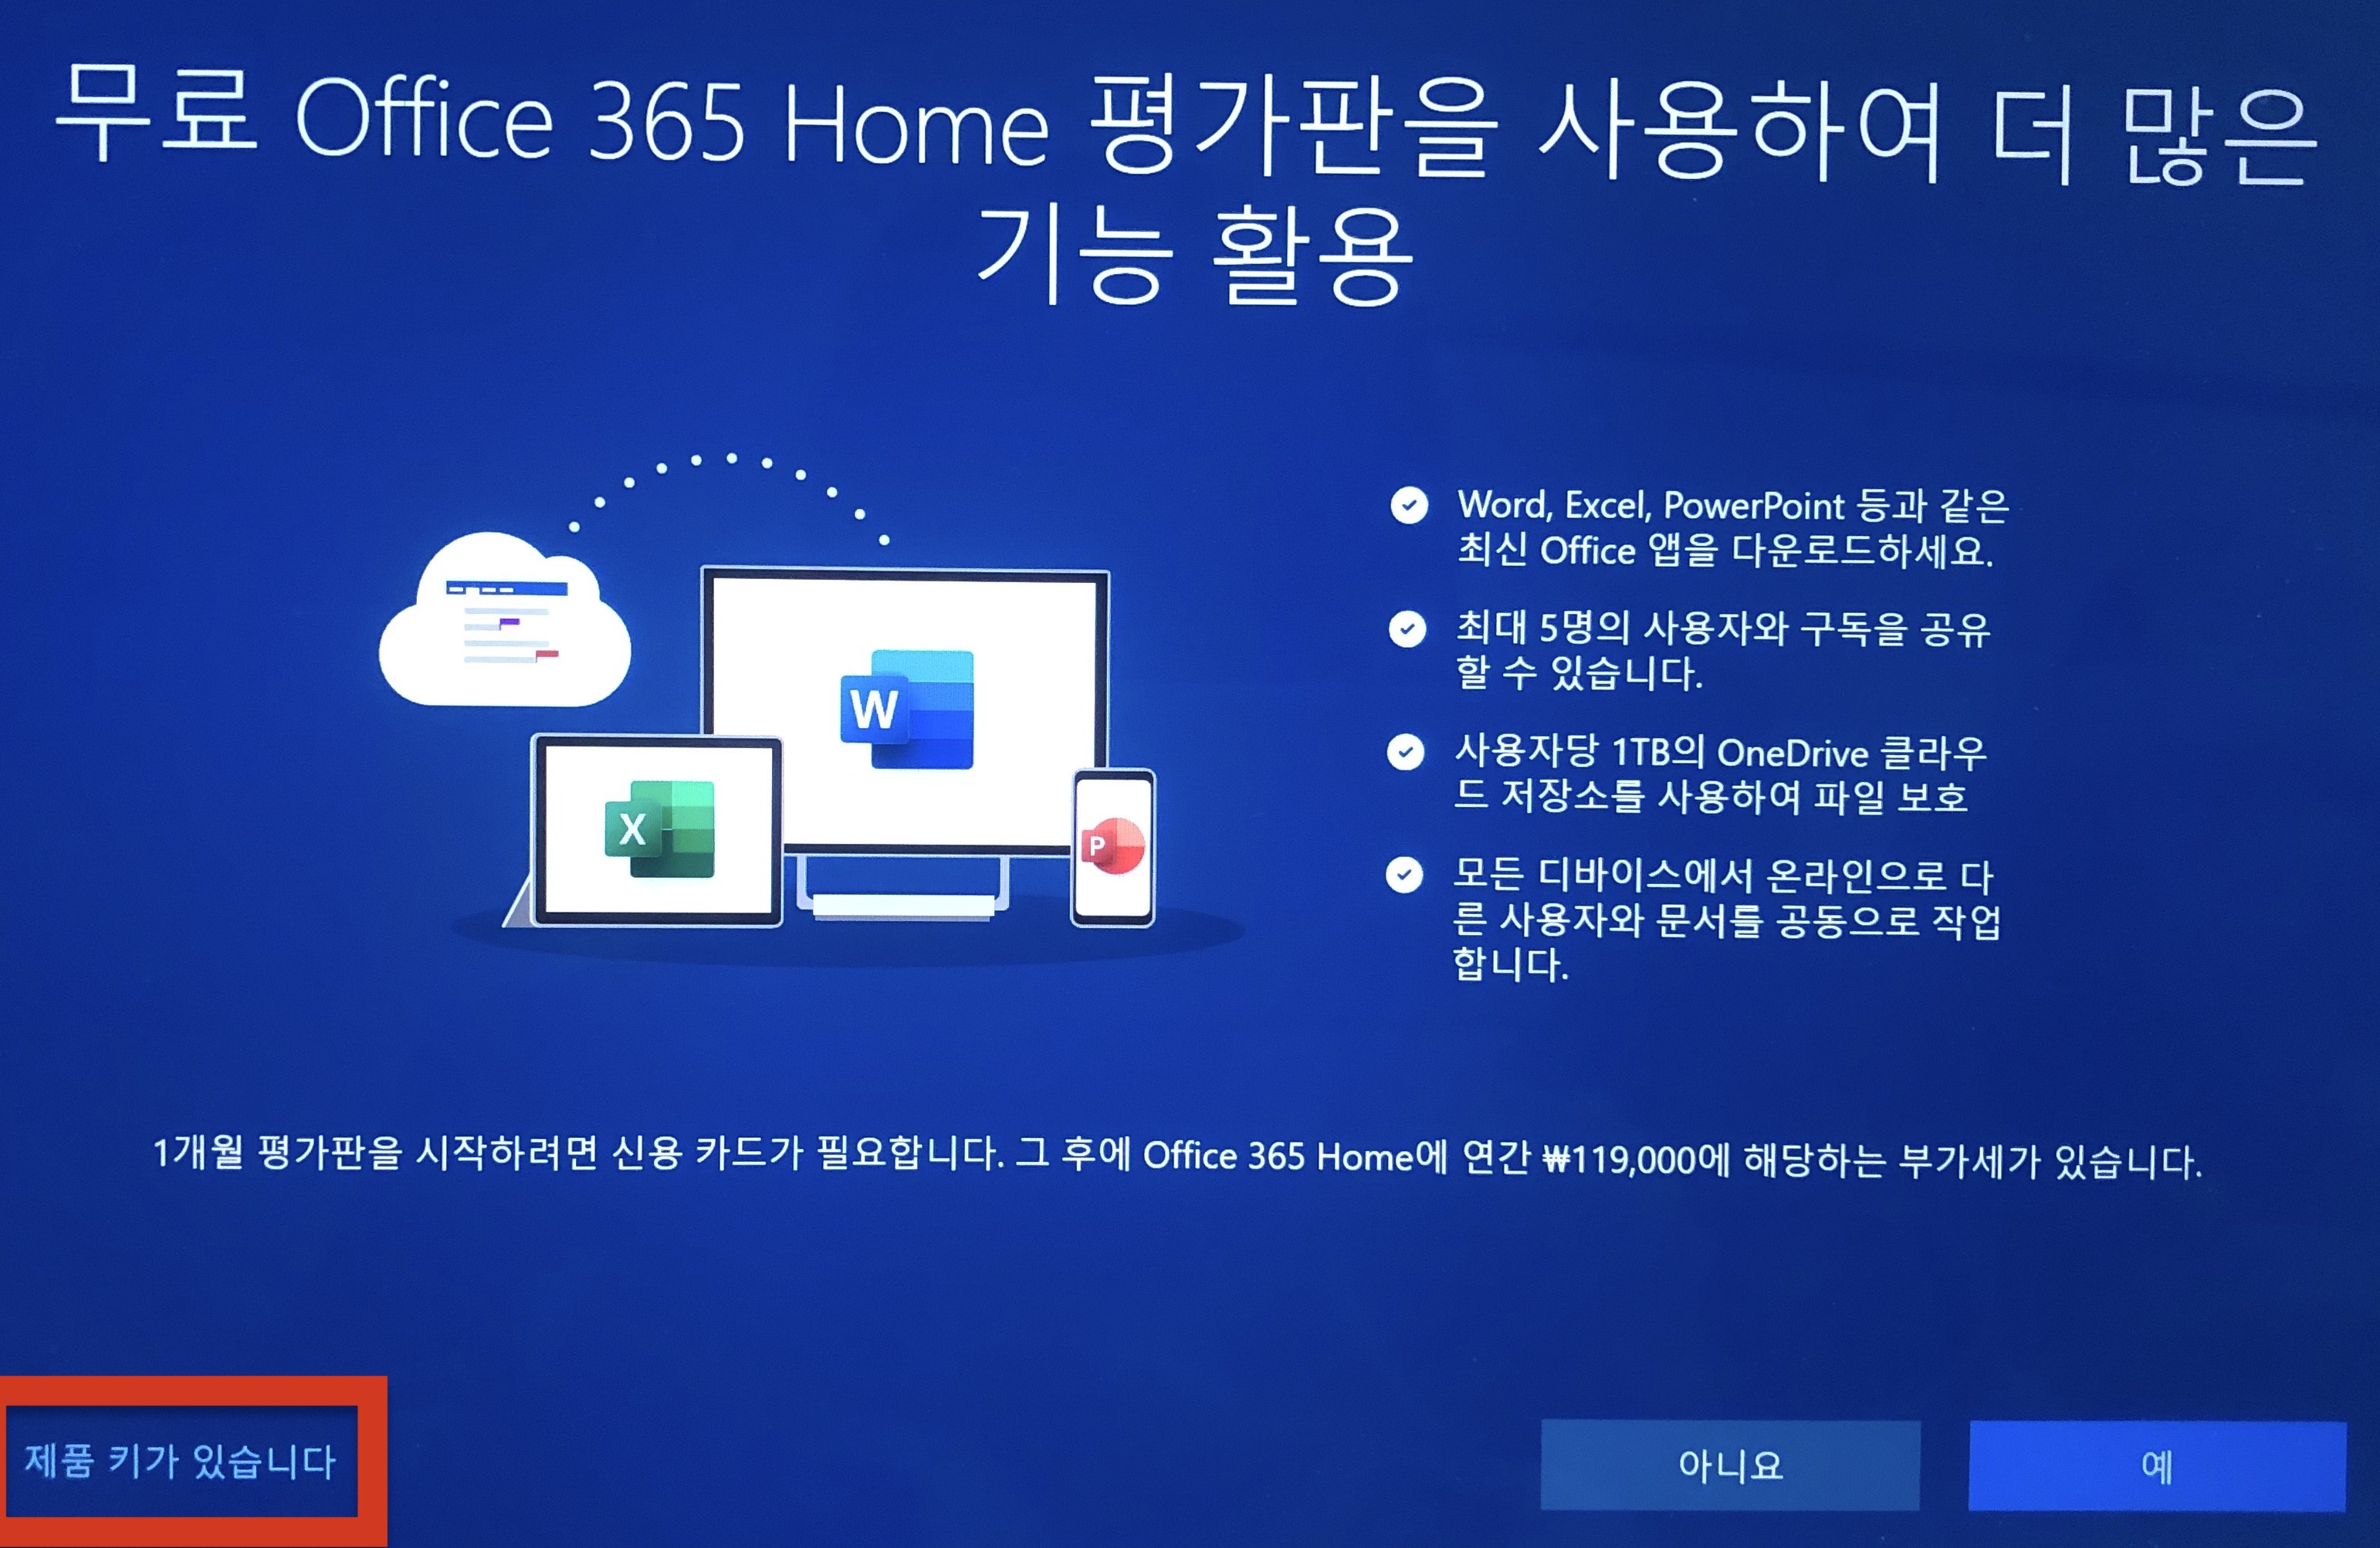 무료 Office 365 Home 평가판을 사용하여 더 많은
기능 활용
Word, Excel, PowerPoint 등과 같은
최신 Office 앱을 다운로드하세요.
최대 5명의 사용자와 구독을 공유
할 수 있습니다.
사용자당 1TB의 OneDrive 클라우
드 저장소를 사용하여 파일 보호
모든 디바이스에서 온라인으로 다
른 사용자와 문서를 공동으로 작업
합니다.
W
X
P
1개월 평가판을 시작하려면 신용 카드가 필요합니다. 그 후에 Office 365 Home에 연간 ₩119,000에 해당하는 부가세가 있습니다.
제품 키가 있습니다
아니요
예